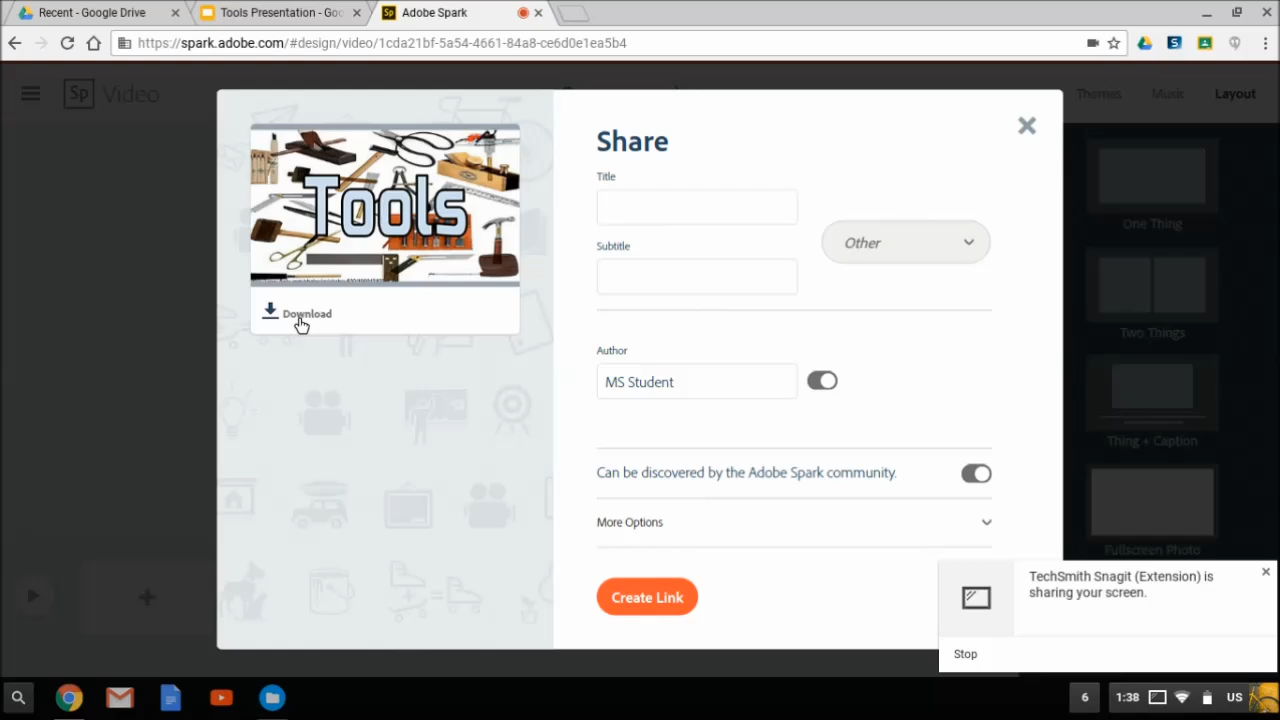 Recent - Google Drive
Tools Presentation - Goo
Sp
Adobe Spark
https://spark.adobe.com/#design/video/1cda21bf-5a54-4661-84a8-ce6d0e1ea5b4
S
Sp Video
Themes
Music
Layout
Tools
Download
Share
Title
Subtitle
Other
Author
MS Student
Can be discovered by the Adobe Spark community.
More Options
Create Link
One Thing
Two Things
Thing + Caption
Fullscreen Photo
TechSmith Snagit (Extension) is
sharing your screen.
Stop
6
1:38
US